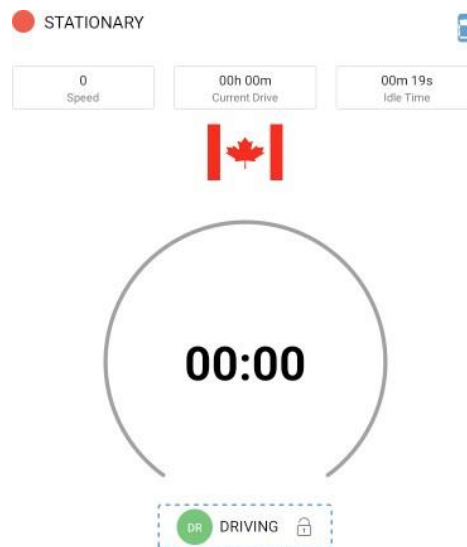 STATIONARY
0 00h 00m 00m 19s
Speed Current Drive Idle Time
00:00
DR DRIVING